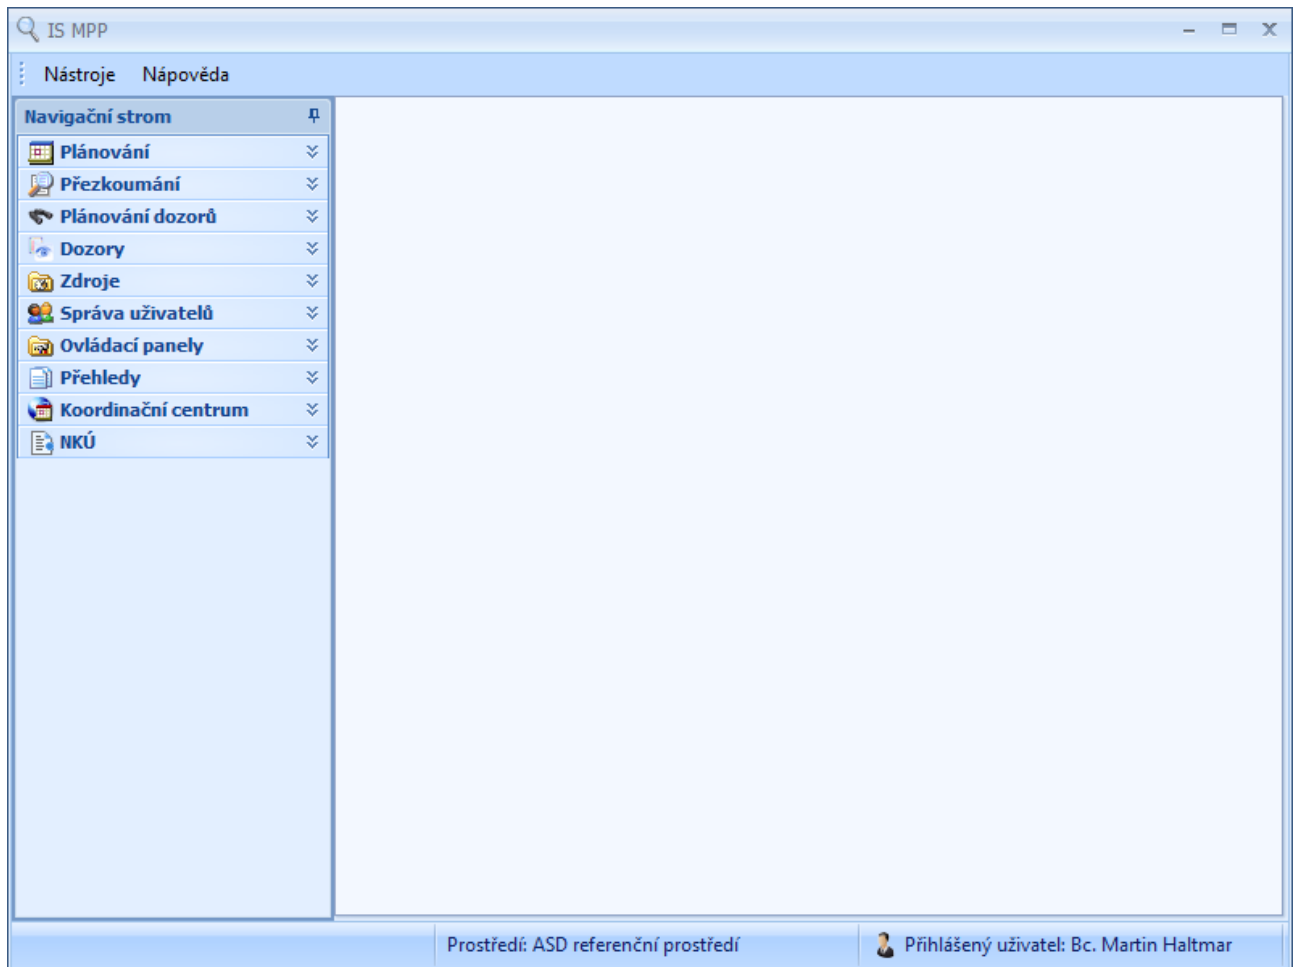 IS MPP
Nástroje Nápověda
Navigační strom
Plánování
Přezkoumání
Plánování dozorů
Dozory
Zdroje
Správa uživatelů
Ovládací panely
Přehledy
Koordinační centrum
NKÚ
Prostředí: ASD referenční prostředí Přihlášený uživatel: Bc. Martin Haltmar